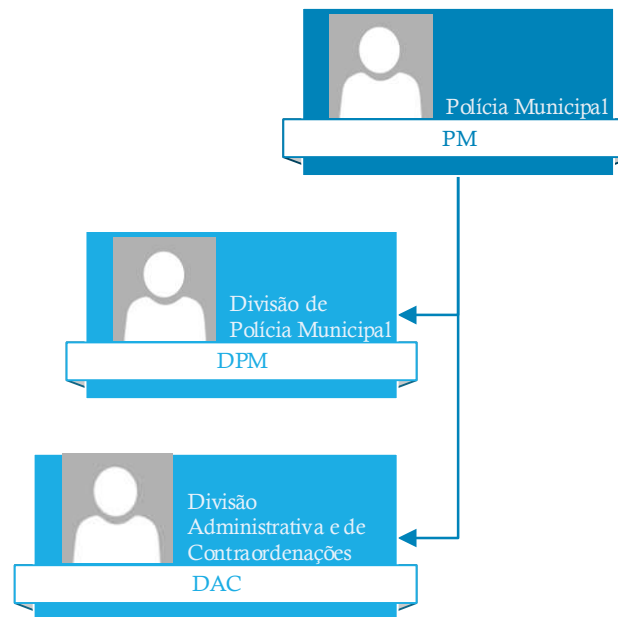 Polícia Municipal
PM
Divisão de
Polícia Municipal
DPM
Divisão
Administrativa e de
Contraordenações
DAC